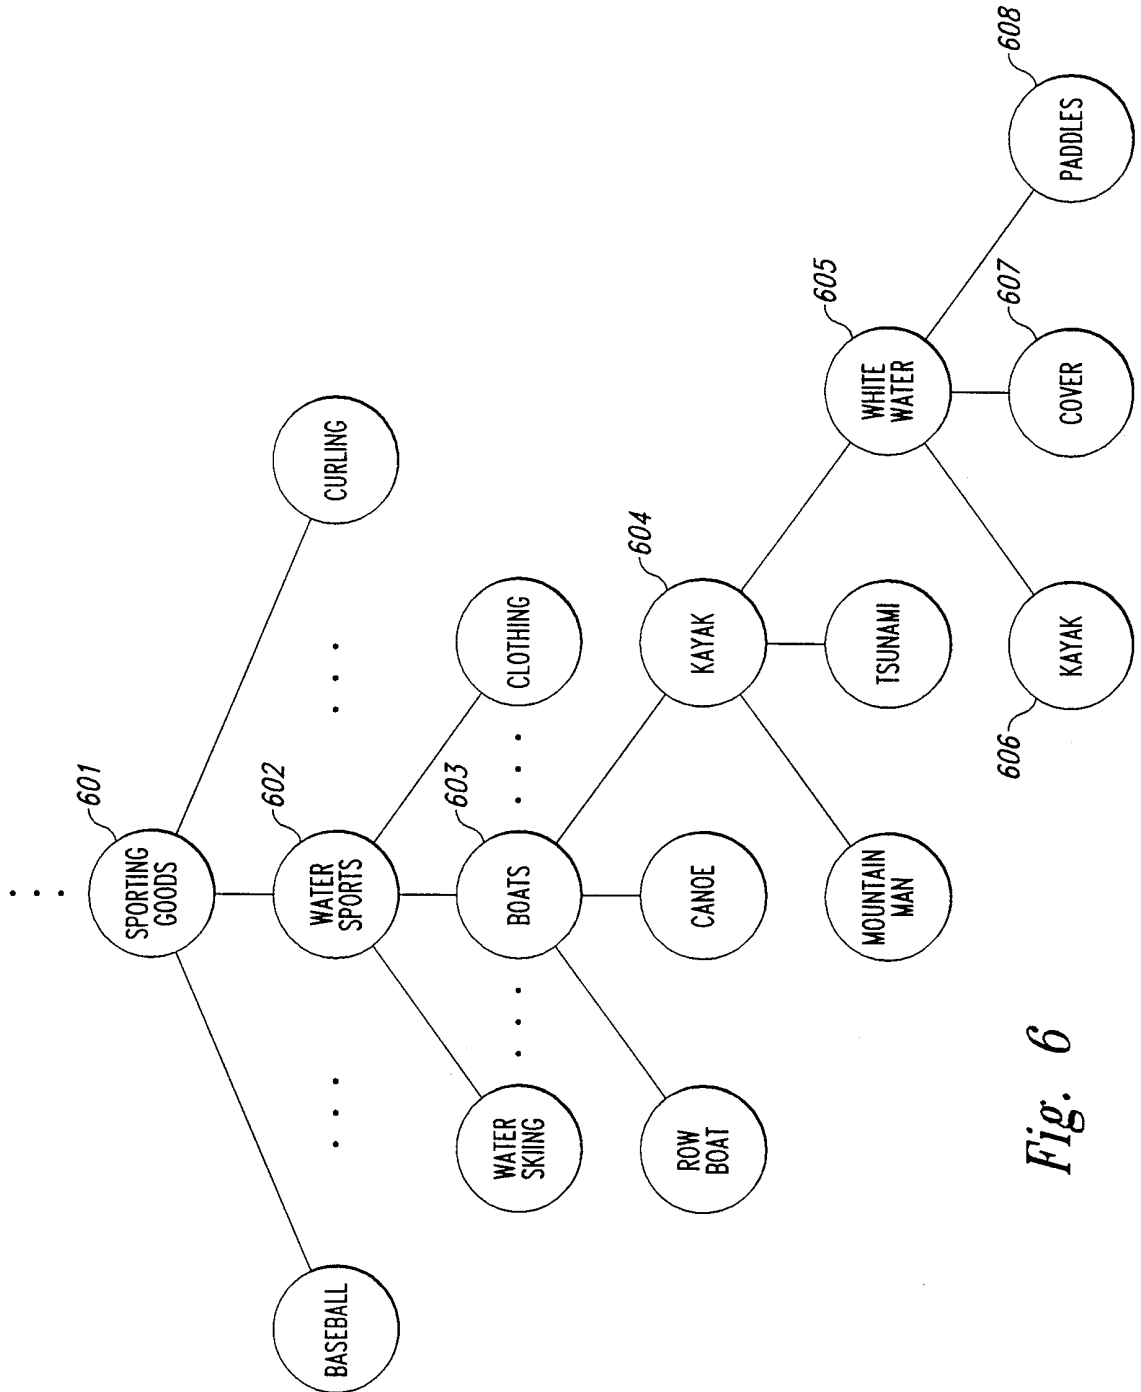 601
SPORTING
GOODS
BASEBALL
602
WATER
SPORTS
CURLING
WATER
SKIING
603
BOATS
CLOTHING
ROW
BOAT
CANOE
604
KAYAK
MOUNTAIN
MAN
TSUNAMI
605
WHITE
WATER
606
KAYAK
607
COVER
608
PADDLES
Fig. 6